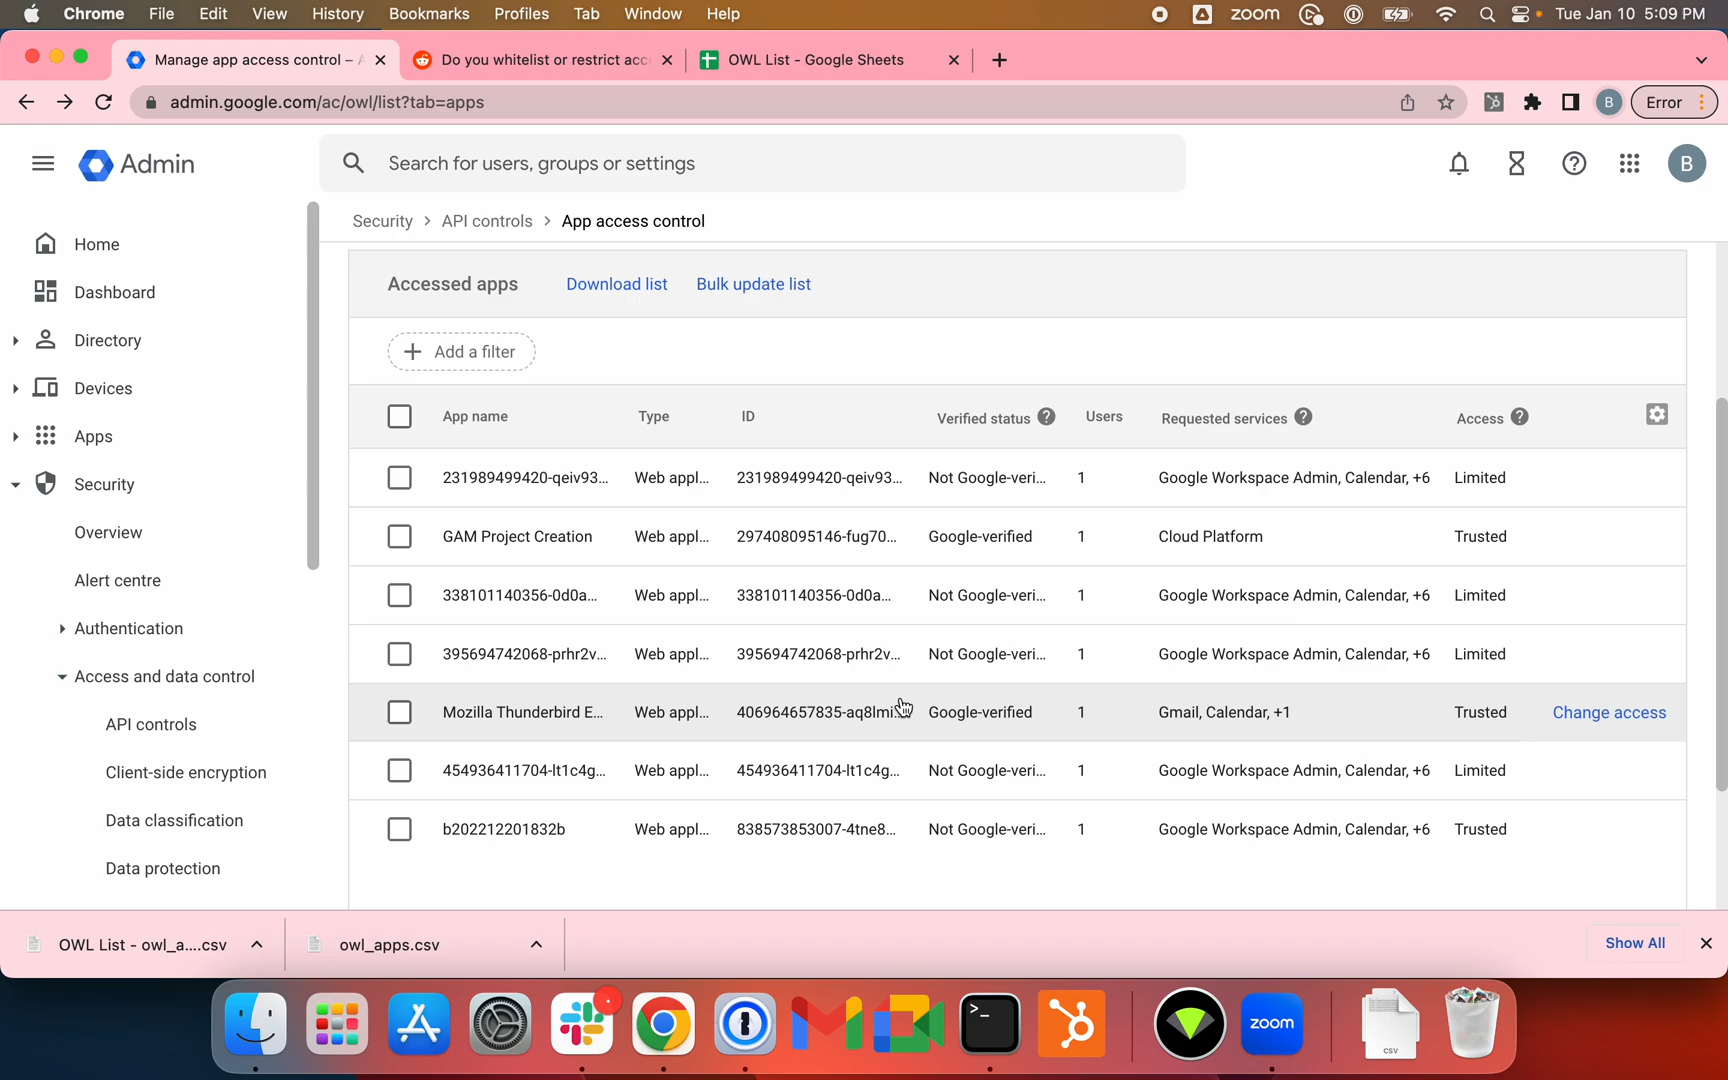 Chrome File Edit View History Bookmarks Profiles Tab Window Help zoom Tue Jan 10 5:09 PM
Manage app access control – A Do you whitelist or restrict acc OWL List - Google Sheets
admin.google.com/ac/owl/list?tab=apps B Error
Admin Search for users, groups or settings B
Security > API controls > App access control
Home
Dashboard
Directory
Devices
Apps
Security
Overview
Alert centre
Authentication
Access and data control
API controls
Client-side encryption
Data classification
Data protection
Accessed apps Download list Bulk update list
+ Add a filter
App name Type ID Verified status Users Requested services Access
231989499420-qeiv93... Web appl... 231989499420-qeiv93... Not Google-veri... 1 Google Workspace Admin, Calendar, +6 Limited
GAM Project Creation Web appl... 297408095146-fug70... Google-verified 1 Cloud Platform Trusted
338101140356-0d0a... Web appl... 338101140356-0d0a... Not Google-veri... 1 Google Workspace Admin, Calendar, +6 Limited
395694742068-prhr2v... Web appl... 395694742068-prhr2v... Not Google-veri... 1 Google Workspace Admin, Calendar, +6 Limited
Mozilla Thunderbird E... Web appl... 406964657835-aq8lmi... Google-verified 1 Gmail, Calendar, +1 Trusted Change access
454936411704-lt1c4g... Web appl... 454936411704-lt1c4g... Not Google-veri... 1 Google Workspace Admin, Calendar, +6 Limited
b202212201832b Web appl... 838573853007-4tne8... Not Google-veri... 1 Google Workspace Admin, Calendar, +6 Trusted
OWL List - owl_a....csv owl_apps.csv Show All
zoom CSV